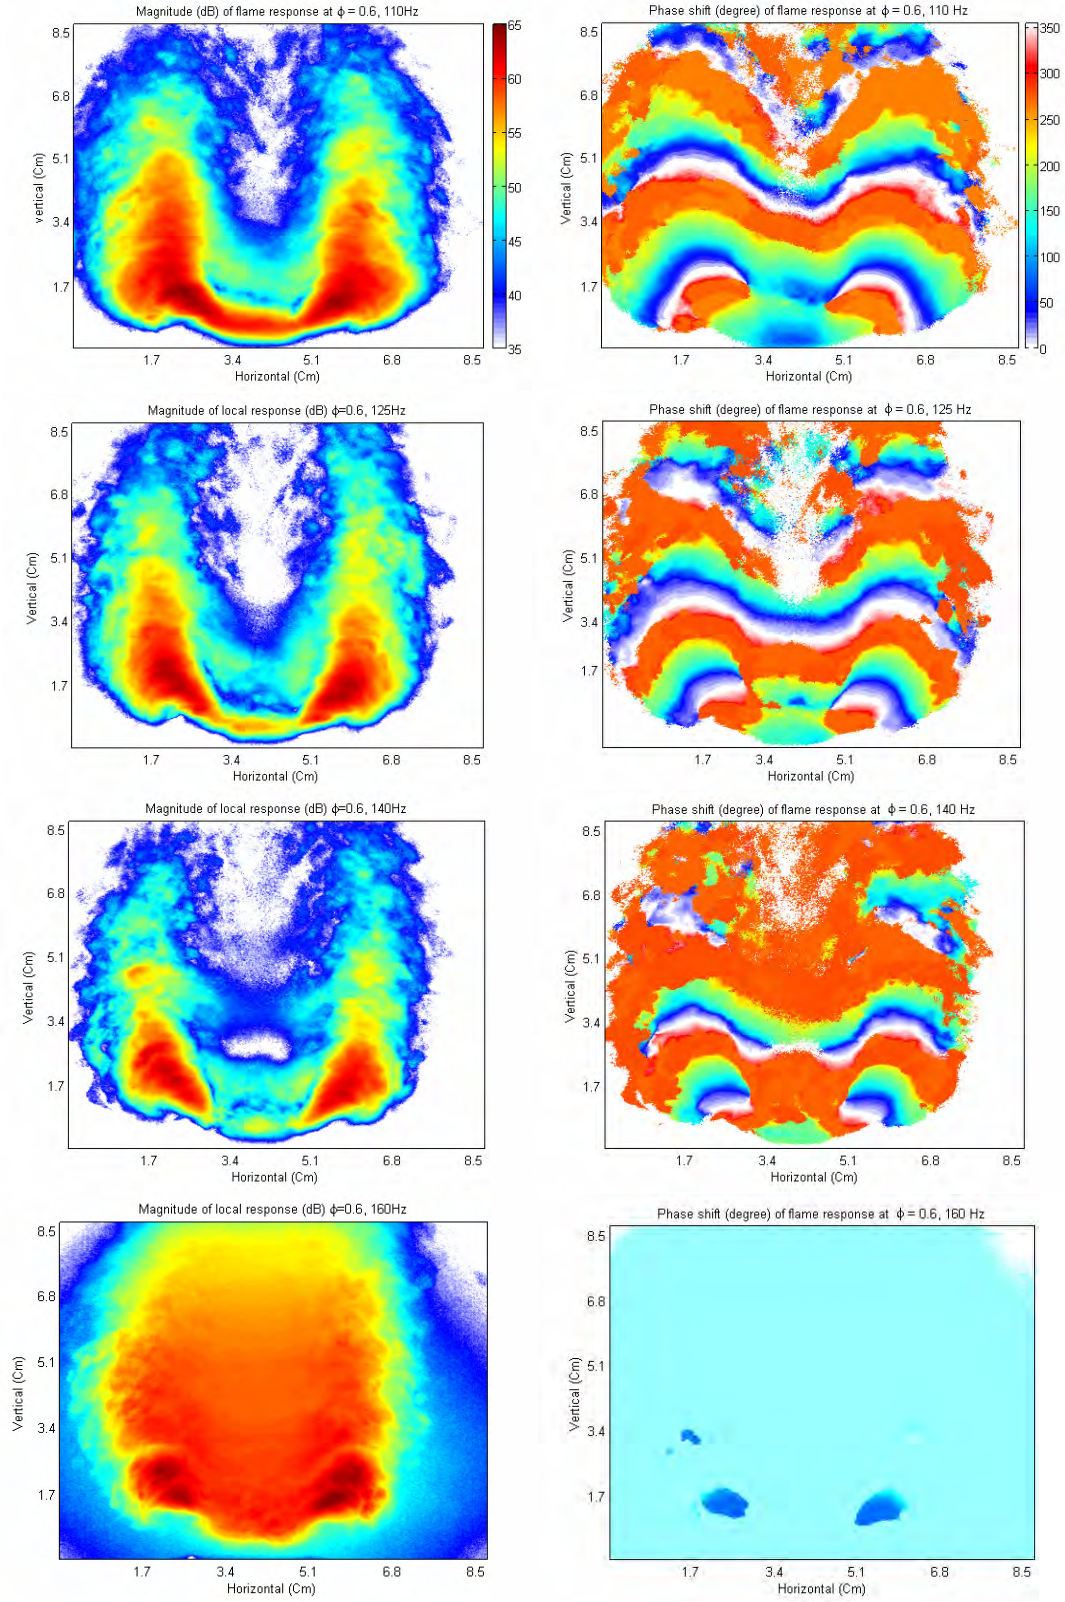 Magnitude (dB) of flame response at ϕ = 0.6, 110Hz
8.5
6.8
5.1
3.4
1.7
vertical (Cm)
1.7 3.4 5.1 6.8 8.5
Horizontal (Cm)
65
60
55
50
45
40
35
Phase shift (degree) of flame response at ϕ = 0.6, 110 Hz
8.5
6.8
5.1
3.4
1.7
Vertical (Cm)
1.7 3.4 5.1 6.8 8.5
Horizontal (Cm)
350
300
250
200
150
100
50
0
Magnitude of local response (dB) ϕ=0.6, 125Hz
8.5
6.8
5.1
3.4
1.7
Vertical (Cm)
1.7 3.4 5.1 6.8 8.5
Horizontal (Cm)
Phase shift (degree) of flame response at ϕ = 0.6, 125 Hz
8.5
6.8
5.1
3.4
1.7
Vertical (Cm)
1.7 3.4 5.1 6.8 8.5
Horizontal (Cm)
Magnitude of local response (dB) ϕ=0.6, 140Hz
8.5
6.8
5.1
3.4
1.7
Vertical (Cm)
1.7 3.4 5.1 6.8 8.5
Horizontal (Cm)
Phase shift (degree) of flame response at ϕ = 0.6, 140 Hz
8.5
6.8
5.1
3.4
1.7
Vertical (Cm)
1.7 3.4 5.1 6.8 8.5
Horizontal (Cm)
Magnitude of local response (dB) ϕ=0.6, 160Hz
8.5
6.8
5.1
3.4
1.7
Vertical (Cm)
1.7 3.4 5.1 6.8 8.5
Horizontal (Cm)
Phase shift (degree) of flame response at ϕ = 0.6, 160 Hz
8.5
6.8
5.1
3.4
1.7
Vertical (Cm)
1.7 3.4 5.1 6.8 8.5
Horizontal (Cm)